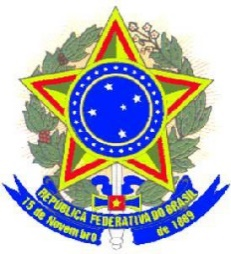 REPÚBLICA FEDERATIVA DO BRASIL
15 de Novembro
de 1889